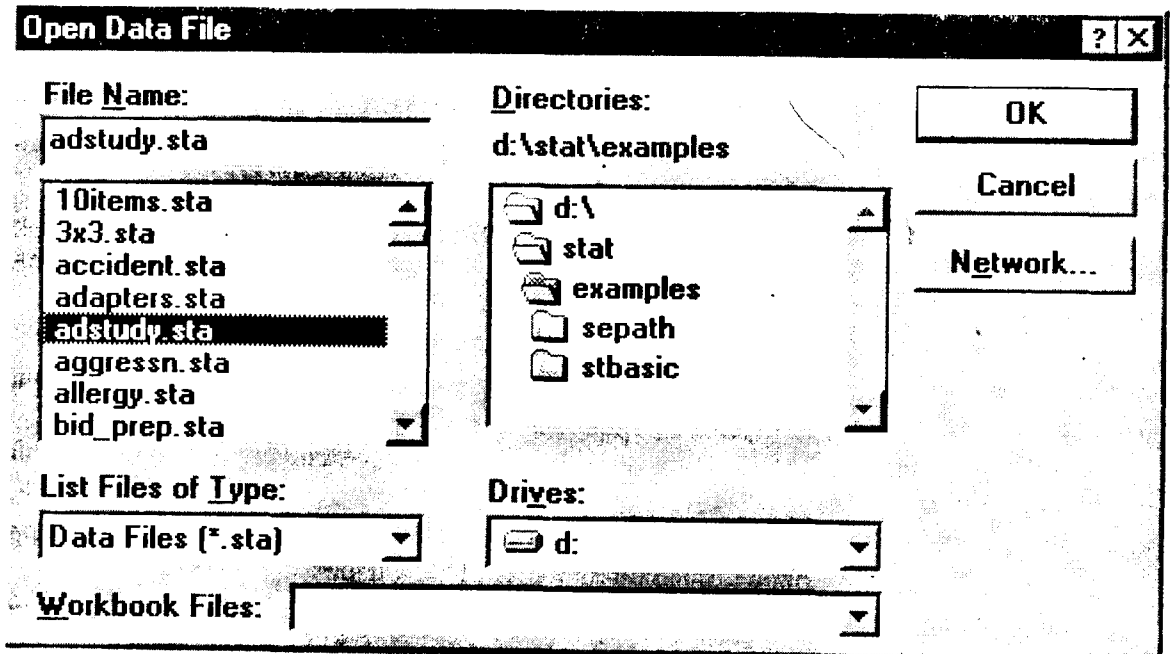 Open Data File
File Name:
adstudy.sta
10items.sta
3x3.sta
accident.sta
adapters.sta
adstudy.sta
aggressn.sta
allergy.sta
bid_prep.sta
List Files of Type:
Data Files (*.sta)
Directories:
d:\stat\examples
d:\
stat
examples
sepath
stbasic
Drives:
d:
Workbook Files:
OK
Cancel
Network...